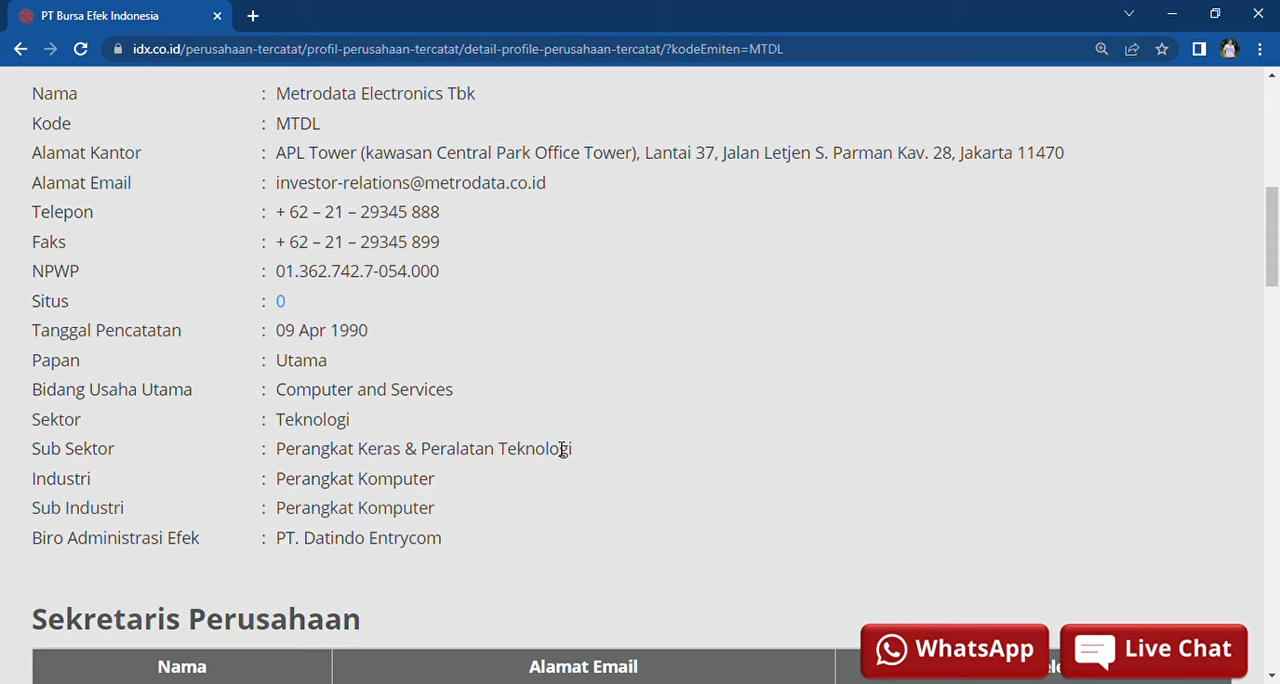 PT Bursa Efek Indonesia
idx.co.id/perusahaan-tercatat/profil-perusahaan-tercatat/detail-profile-perusahaan-tercatat/?kodeEmiten=MTDL
Nama : Metrodata Electronics Tbk
Kode : MTDL
Alamat Kantor : APL Tower (kawasan Central Park Office Tower), Lantai 37, Jalan Letjen S. Parman Kav. 28, Jakarta 11470
Alamat Email : investor-relations@metrodata.co.id
Telepon : + 62 – 21 – 29345 888
Faks : + 62 – 21 – 29345 899
NPWP : 01.362.742.7-054.000
Situs : 0
Tanggal Pencatatan : 09 Apr 1990
Papan : Utama
Bidang Usaha Utama : Computer and Services
Sektor : Teknologi
Sub Sektor : Perangkat Keras & Peralatan Teknologi
Industri : Perangkat Komputer
Sub Industri : Perangkat Komputer
Biro Administrasi Efek : PT. Datindo Entrycom
Sekretaris Perusahaan
WhatsApp Live Chat
Nama Alamat Email